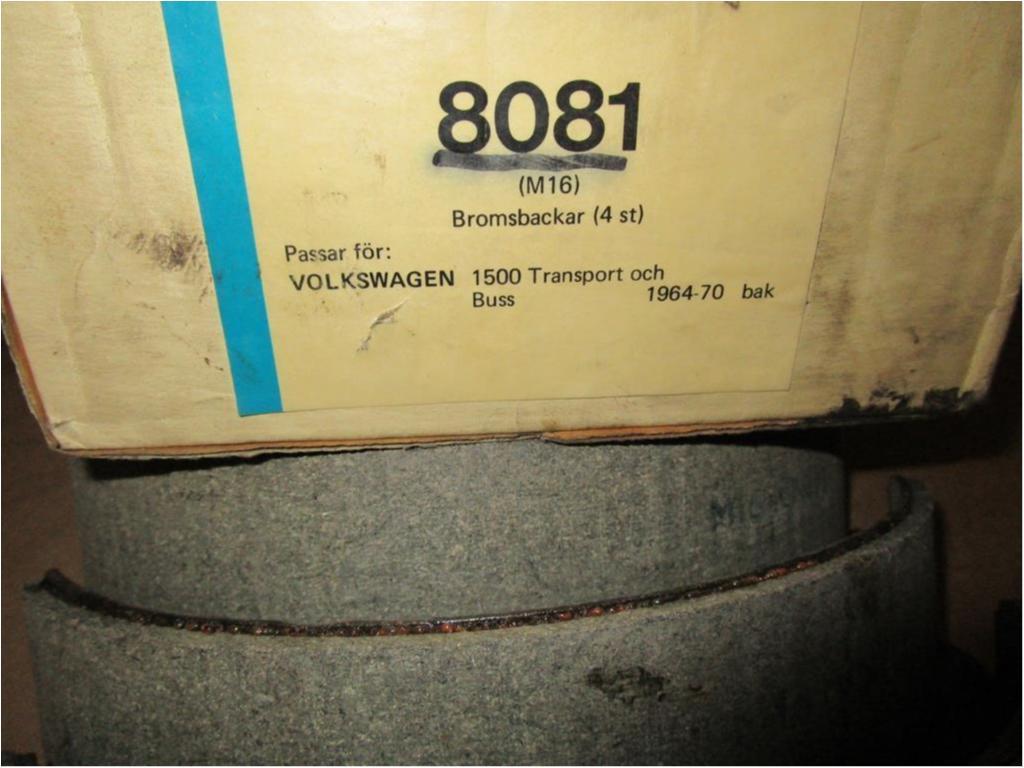 8081
(M16)
Bromsbackar (4 st)
Passar för:
VOLKSWAGEN 1500 Transport och
Buss 1964-70 bak